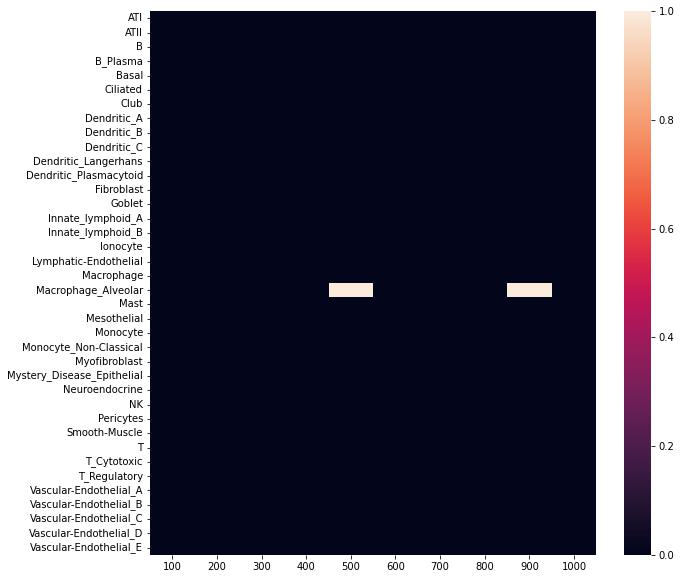 ATI
ATII
B
B_Plasma
Basal
Ciliated
Club
Dendritic_A
Dendritic_B
Dendritic_C
Dendritic_Langerhans
Dendritic_Plasmacytoid
Fibroblast
Goblet
Innate_lymphoid_A
Innate_lymphoid_B
Ionocyte
Lymphatic-Endothelial
Macrophage
Macrophage_Alveolar
Mast
Mesothelial
Monocyte
Monocyte_Non-Classical
Myofibroblast
Mystery_Disease_Epithelial
Neuroendocrine
NK
Pericytes
Smooth-Muscle
T
T_Cytotoxic
T_Regulatory
Vascular-Endothelial_A
Vascular-Endothelial_B
Vascular-Endothelial_C
Vascular-Endothelial_D
Vascular-Endothelial_E
100 200 300 400 500 600 700 800 900 1000
1.0
0.8
0.6
0.4
0.2
0.0